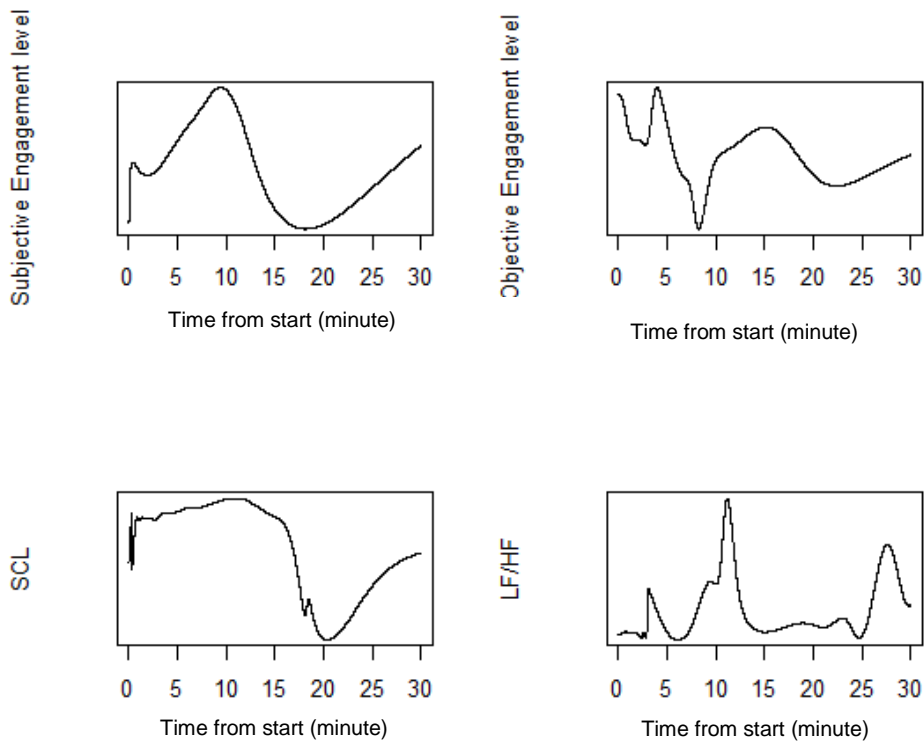 Subjective Engagement level
0 5 10 15 20 25 30
Time from start (minute)
Objective Engagement level
0 5 10 15 20 25 30
Time from start (minute)
SCL
0 5 10 15 20 25 30
Time from start (minute)
LF/HF
0 5 10 15 20 25 30
Time from start (minute)